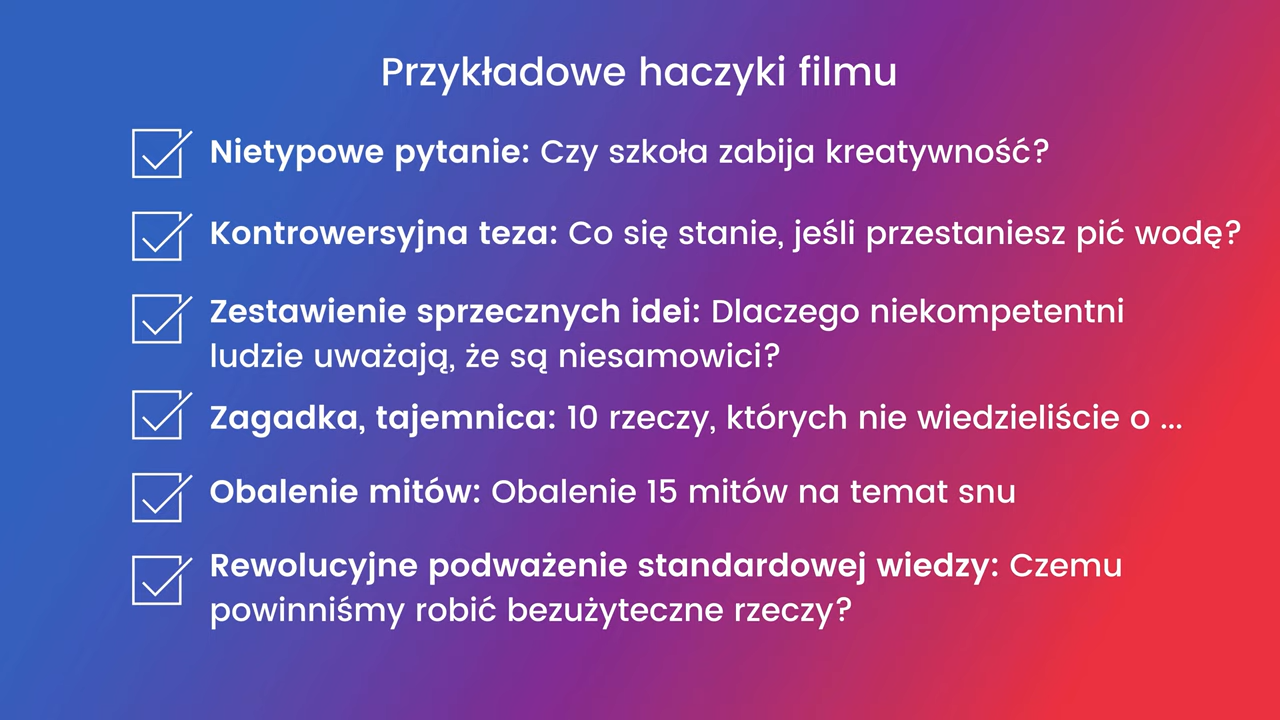 Przykładowe haczyki filmu
Nietypowe pytanie: Czy szkoła zabija kreatywność?
Kontrowersyjna teza: Co się stanie, jeśli przestaniesz pić wodę?
Zestawienie sprzecznych idei: Dlaczego niekompetentni
ludzie uważają, że są niesamowici?
Zagadka, tajemnica: 10 rzeczy, których nie wiedzieliście o ...
Obalenie mitów: Obalenie 15 mitów na temat snu
Rewolucyjne podważenie standardowej wiedzy: Czemu
powinniśmy robić bezużyteczne rzeczy?